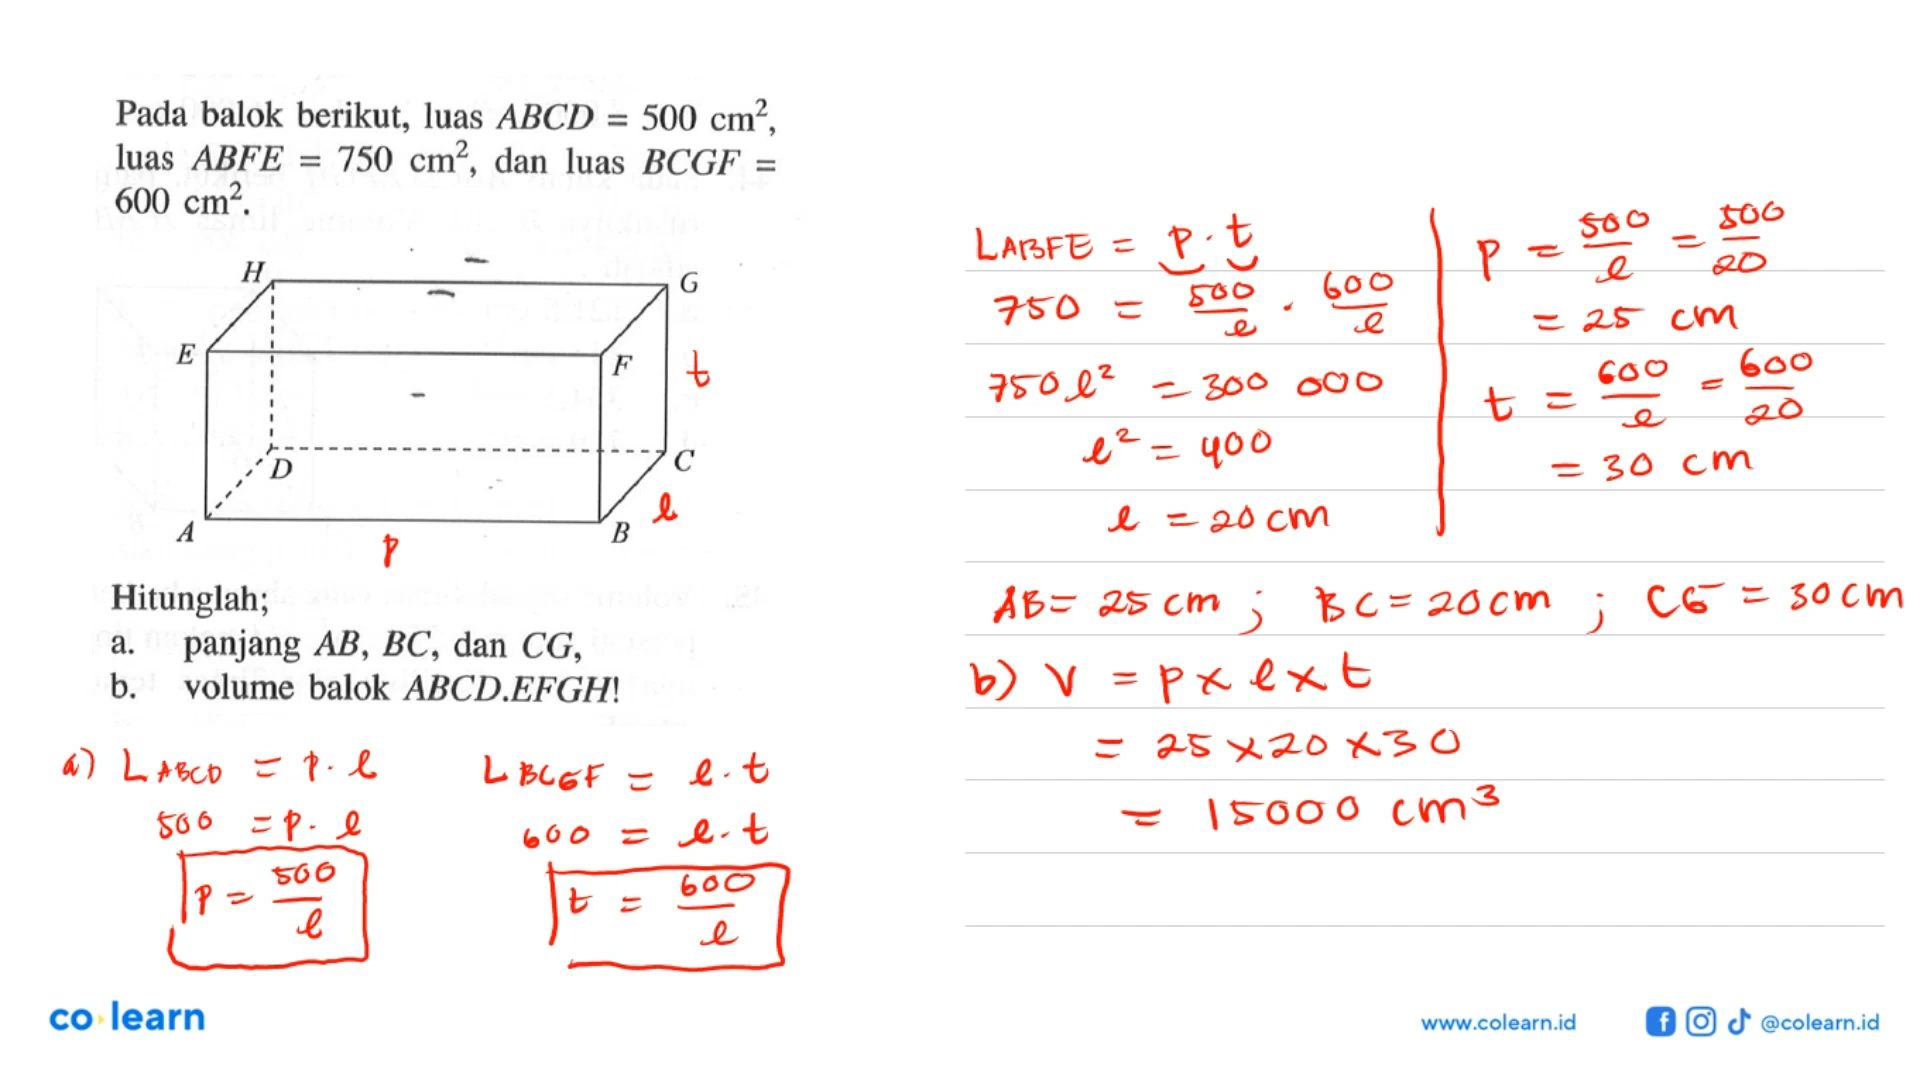 Pada balok berikut, luas ABCD = 500 cm²,
luas ABFE = 750 cm², dan luas BCGF =
600 cm².
H
G
E
F
t
D
C
A
B
l
p
Hitunglah;
a. panjang AB, BC, dan CG,
b. volume balok ABCD.EFGH!
a) L ABCD = p . l
500 = p . l
p = 500/l
L BCGF = l . t
600 = l . t
t = 600/l
L ABFE = p . t
750 = 500/l . 600/l
750 l² = 300 000
l² = 400
l = 20 cm
p = 500/l = 500/20
= 25 cm
t = 600/l = 600/20
= 30 cm
AB = 25 cm ; BC = 20 cm ; CG = 30 cm
b) V = p x l x t
= 25 x 20 x 30
= 15000 cm³
co learn
www.colearn.id
@colearn.id